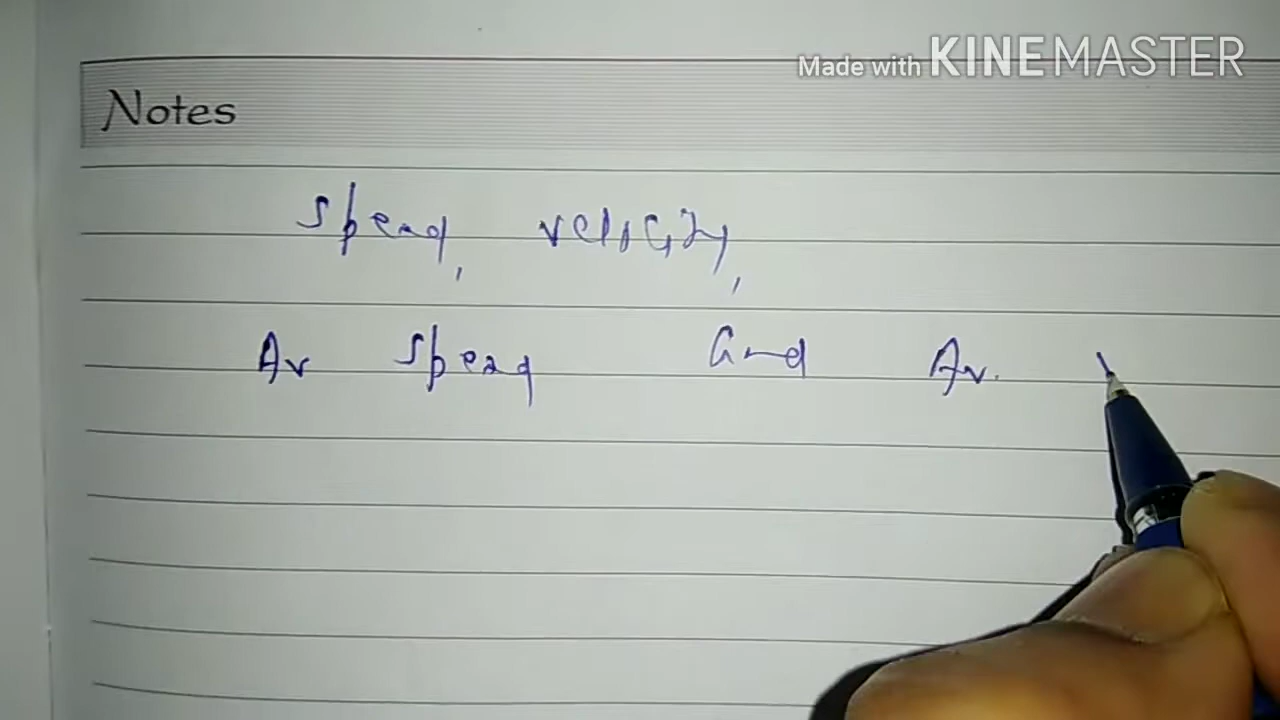 Made with KINEMASTER
Notes
Speed, velocity,
Av Speed and Av.